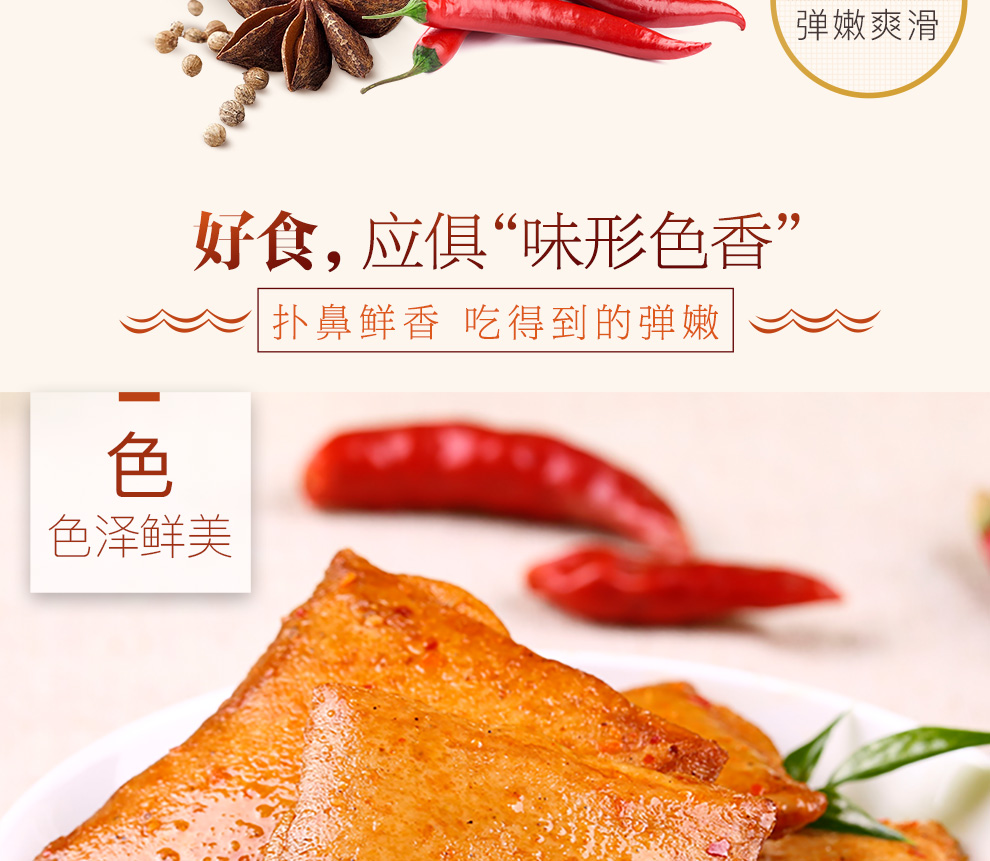 弹嫩爽滑
好食，应俱“味形色香”
扑鼻鲜香 吃得到的弹嫩
色
色泽鲜美